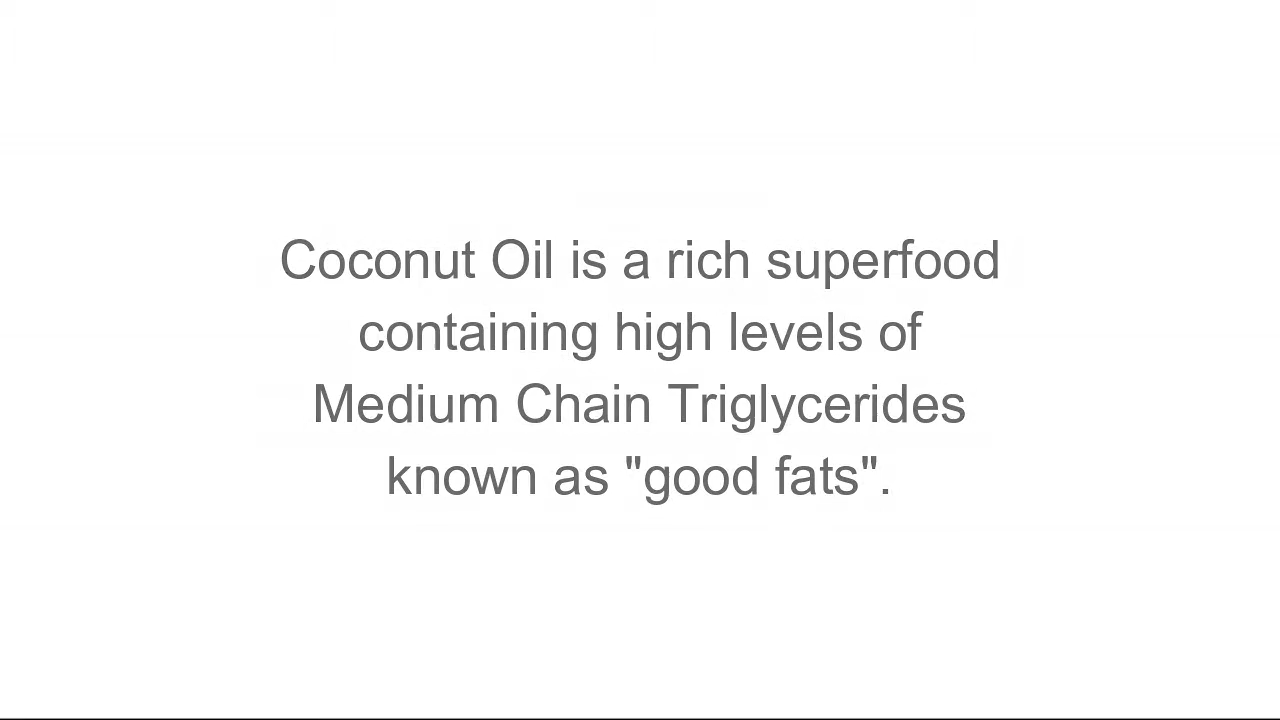 Coconut Oil is a rich superfood
containing high levels of
Medium Chain Triglycerides
known as "good fats".